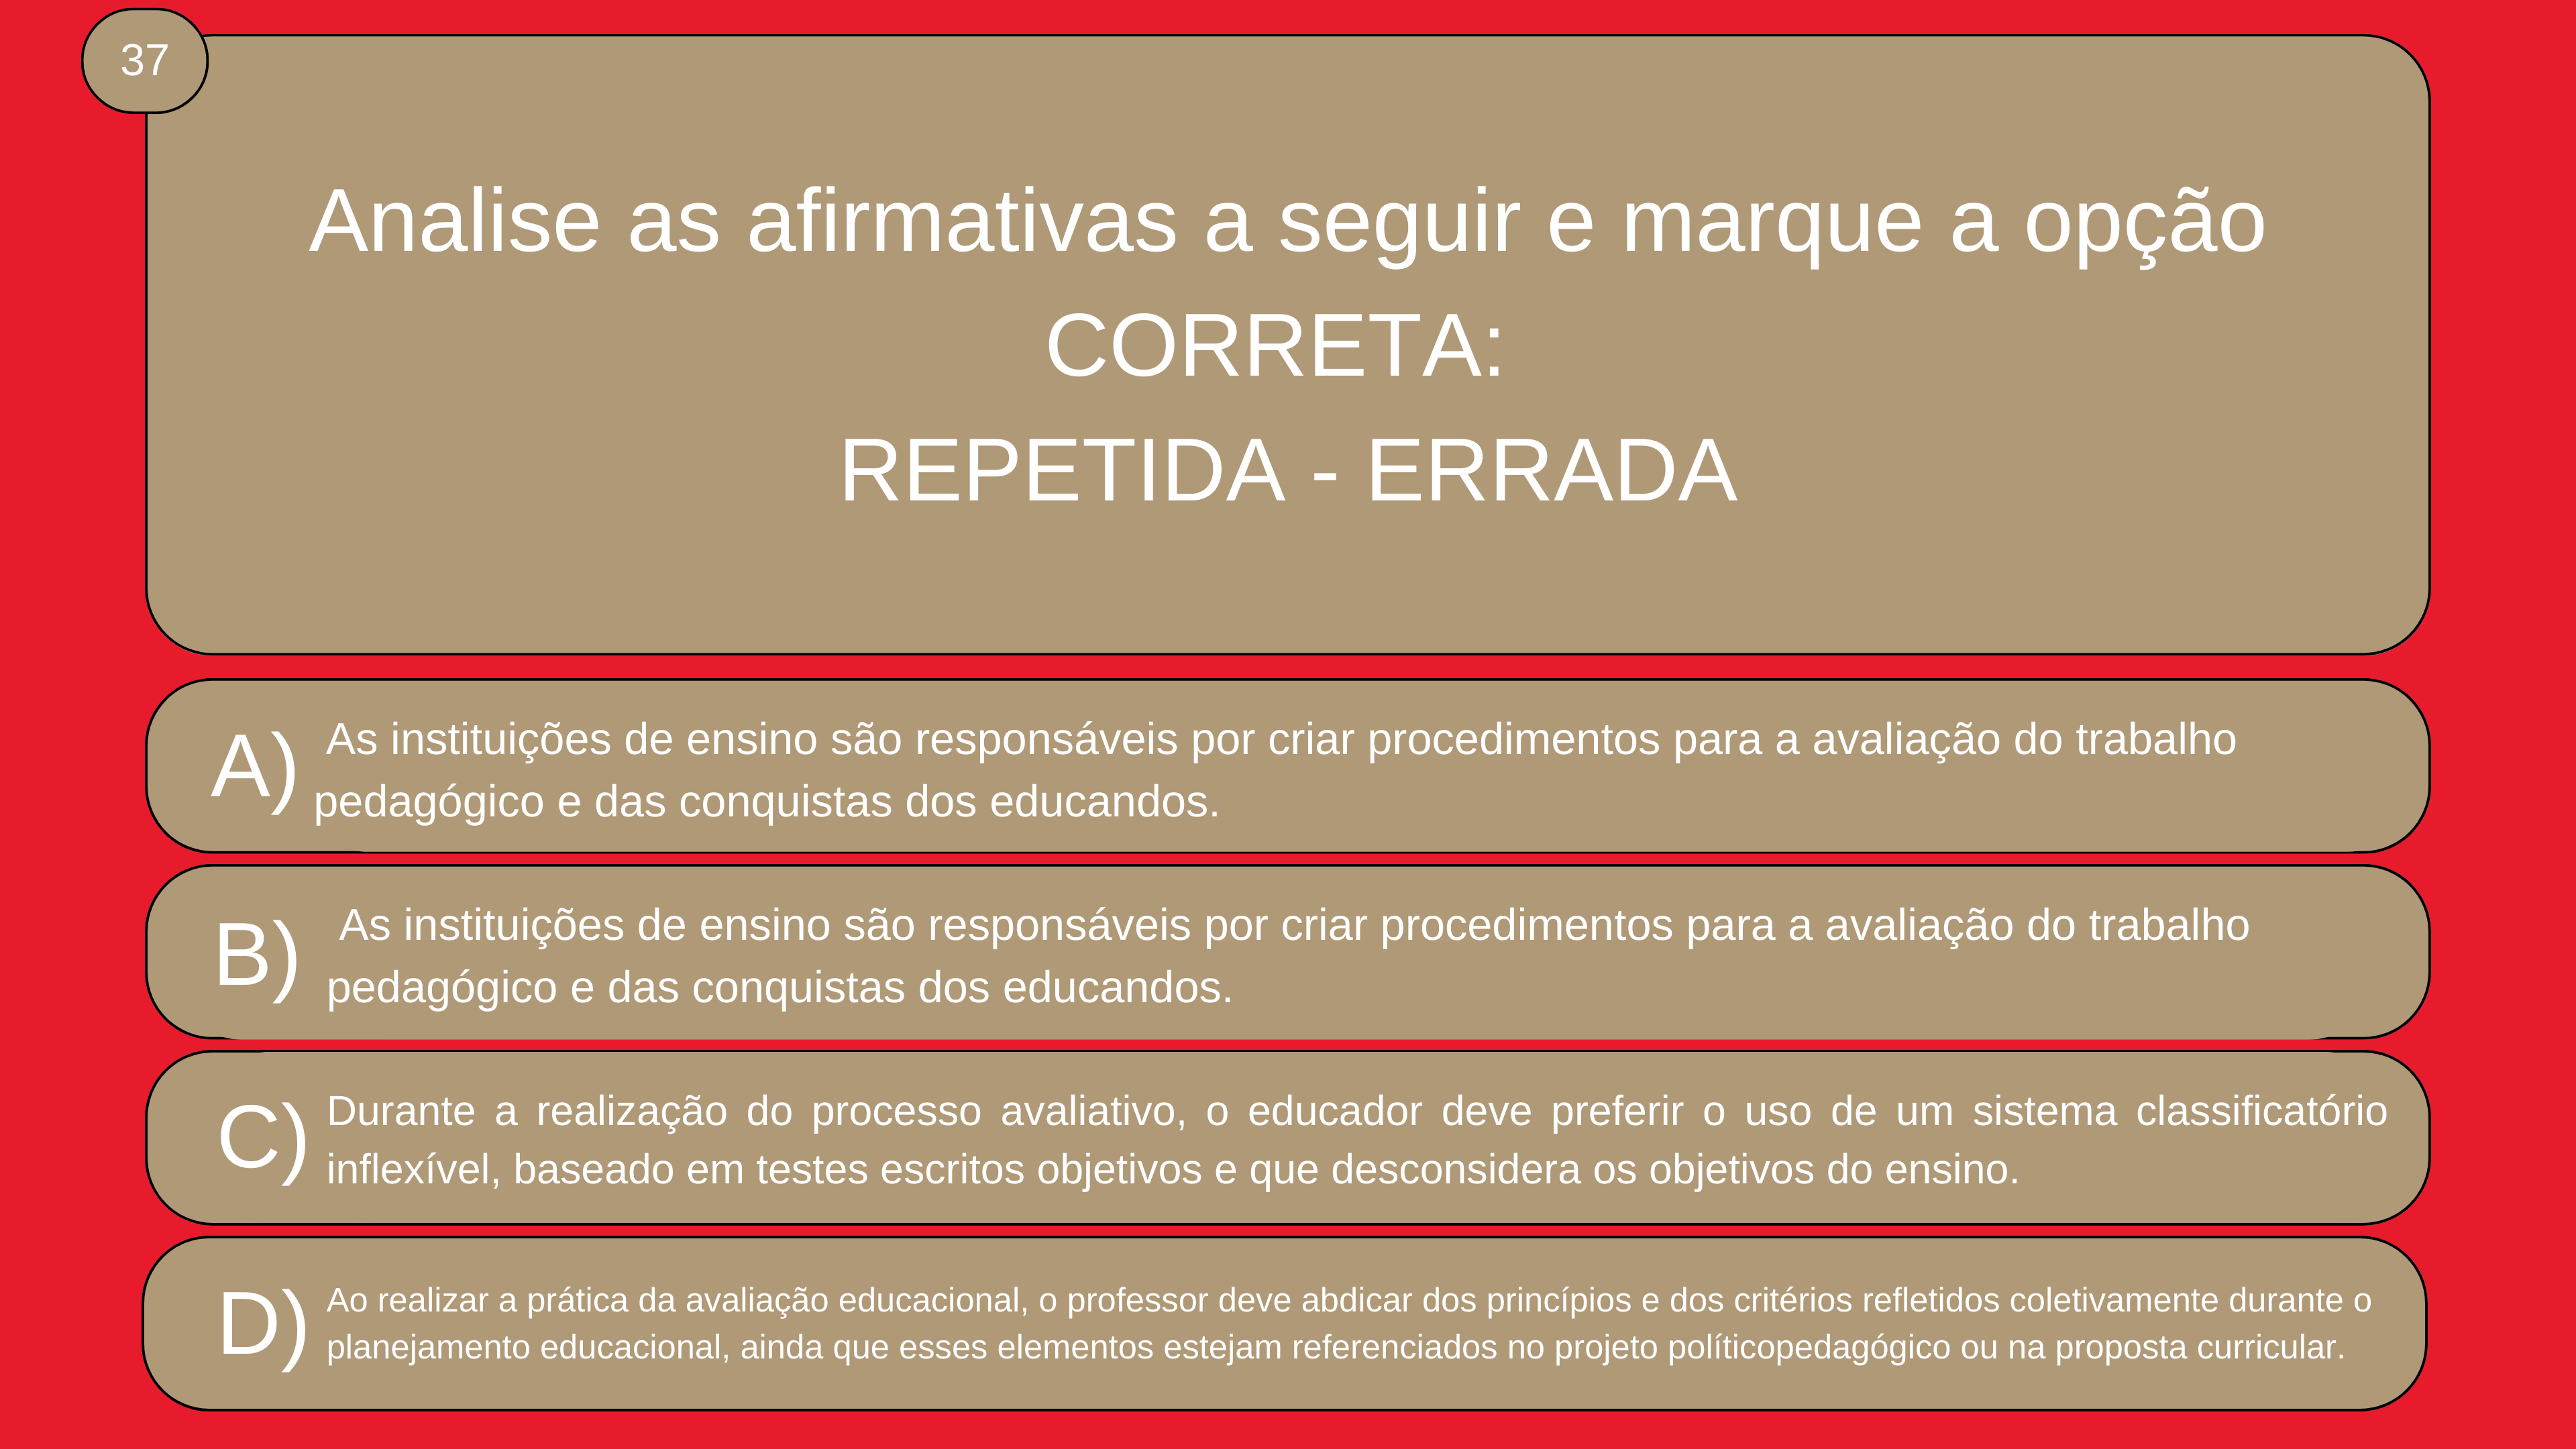 37
Analise as afirmativas a seguir e marque a opção
CORRETA:
REPETIDA - ERRADA
A) As instituições de ensino são responsáveis por criar procedimentos para a avaliação do trabalho
pedagógico e das conquistas dos educandos.
B) As instituições de ensino são responsáveis por criar procedimentos para a avaliação do trabalho
pedagógico e das conquistas dos educandos.
C) Durante a realização do processo avaliativo, o educador deve preferir o uso de um sistema classificatório
inflexível, baseado em testes escritos objetivos e que desconsidera os objetivos do ensino.
D) Ao realizar a prática da avaliação educacional, o professor deve abdicar dos princípios e dos critérios refletidos coletivamente durante o
planejamento educacional, ainda que esses elementos estejam referenciados no projeto políticopedagógico ou na proposta curricular.